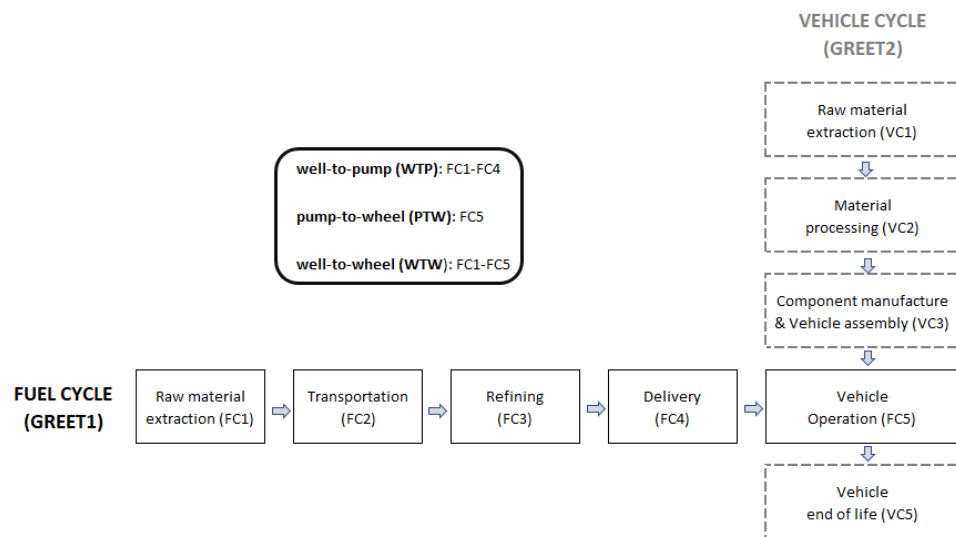 VEHICLE CYCLE
(GREET2)
Raw material
extraction (VC1)
well-to-pump (WTP): FC1-FC4
pump-to-wheel (PTW): FC5
well-to-wheel (WTW): FC1-FC5
Material
processing (VC2)
Component manufacture
& Vehicle assembly (VC3)
FUEL CYCLE
(GREET1)
Raw material
extraction (FC1)
Transportation
(FC2)
Refining
(FC3)
Delivery
(FC4)
Vehicle
Operation (FC5)
Vehicle
end of life (VC5)